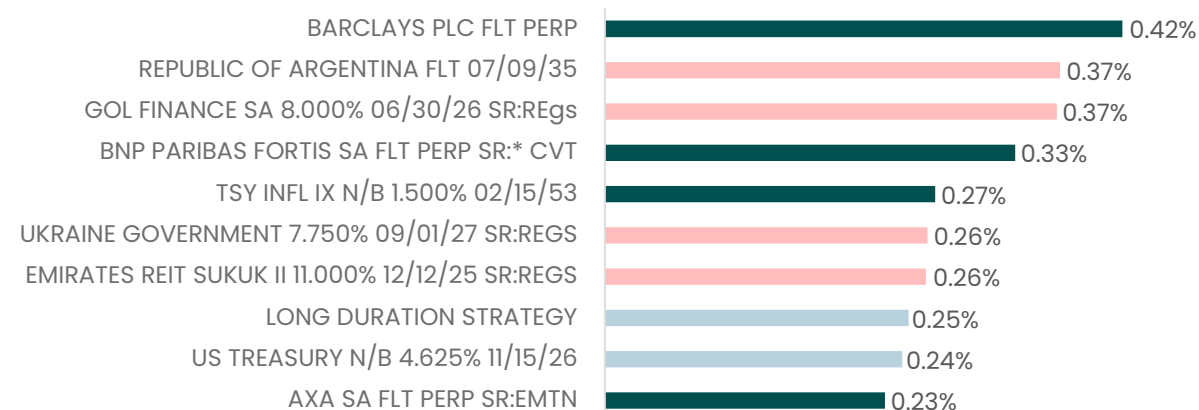 BARCLAYS PLC FLT PERP 0.42%
REPUBLIC OF ARGENTINA FLT 07/09/35 0.37%
GOL FINANCE SA 8.000% 06/30/26 SR:REgs 0.37%
BNP PARIBAS FORTIS SA FLT PERP SR:* CVT 0.33%
TSY INFL IX N/B 1.500% 02/15/53 0.27%
UKRAINE GOVERNMENT 7.750% 09/01/27 SR:REGS 0.26%
EMIRATES REIT SUKUK II 11.000% 12/12/25 SR:REGS 0.26%
LONG DURATION STRATEGY 0.25%
US TREASURY N/B 4.625% 11/15/26 0.24%
AXA SA FLT PERP SR:EMTN 0.23%